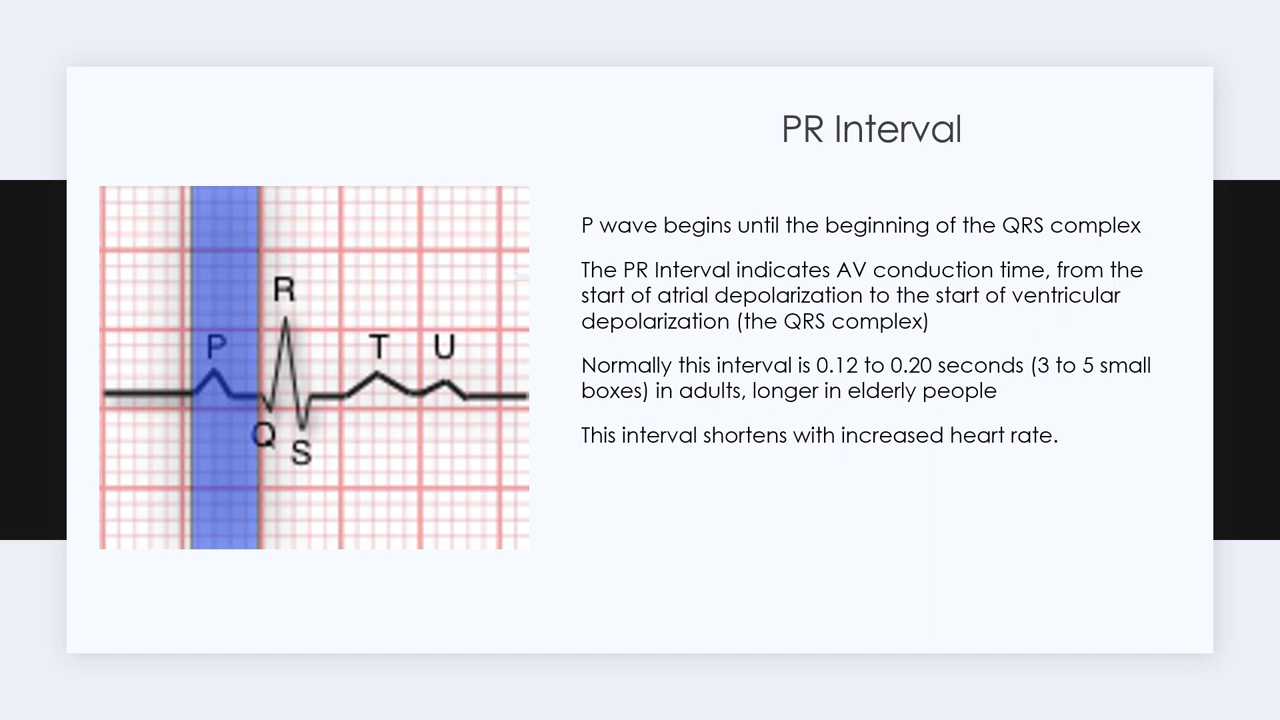 PR Interval
R
P
T
U
Q
S
P wave begins until the beginning of the QRS complex
The PR Interval indicates AV conduction time, from the
start of atrial depolarization to the start of ventricular
depolarization (the QRS complex)
Normally this interval is 0.12 to 0.20 seconds (3 to 5 small
boxes) in adults, longer in elderly people
This interval shortens with increased heart rate.